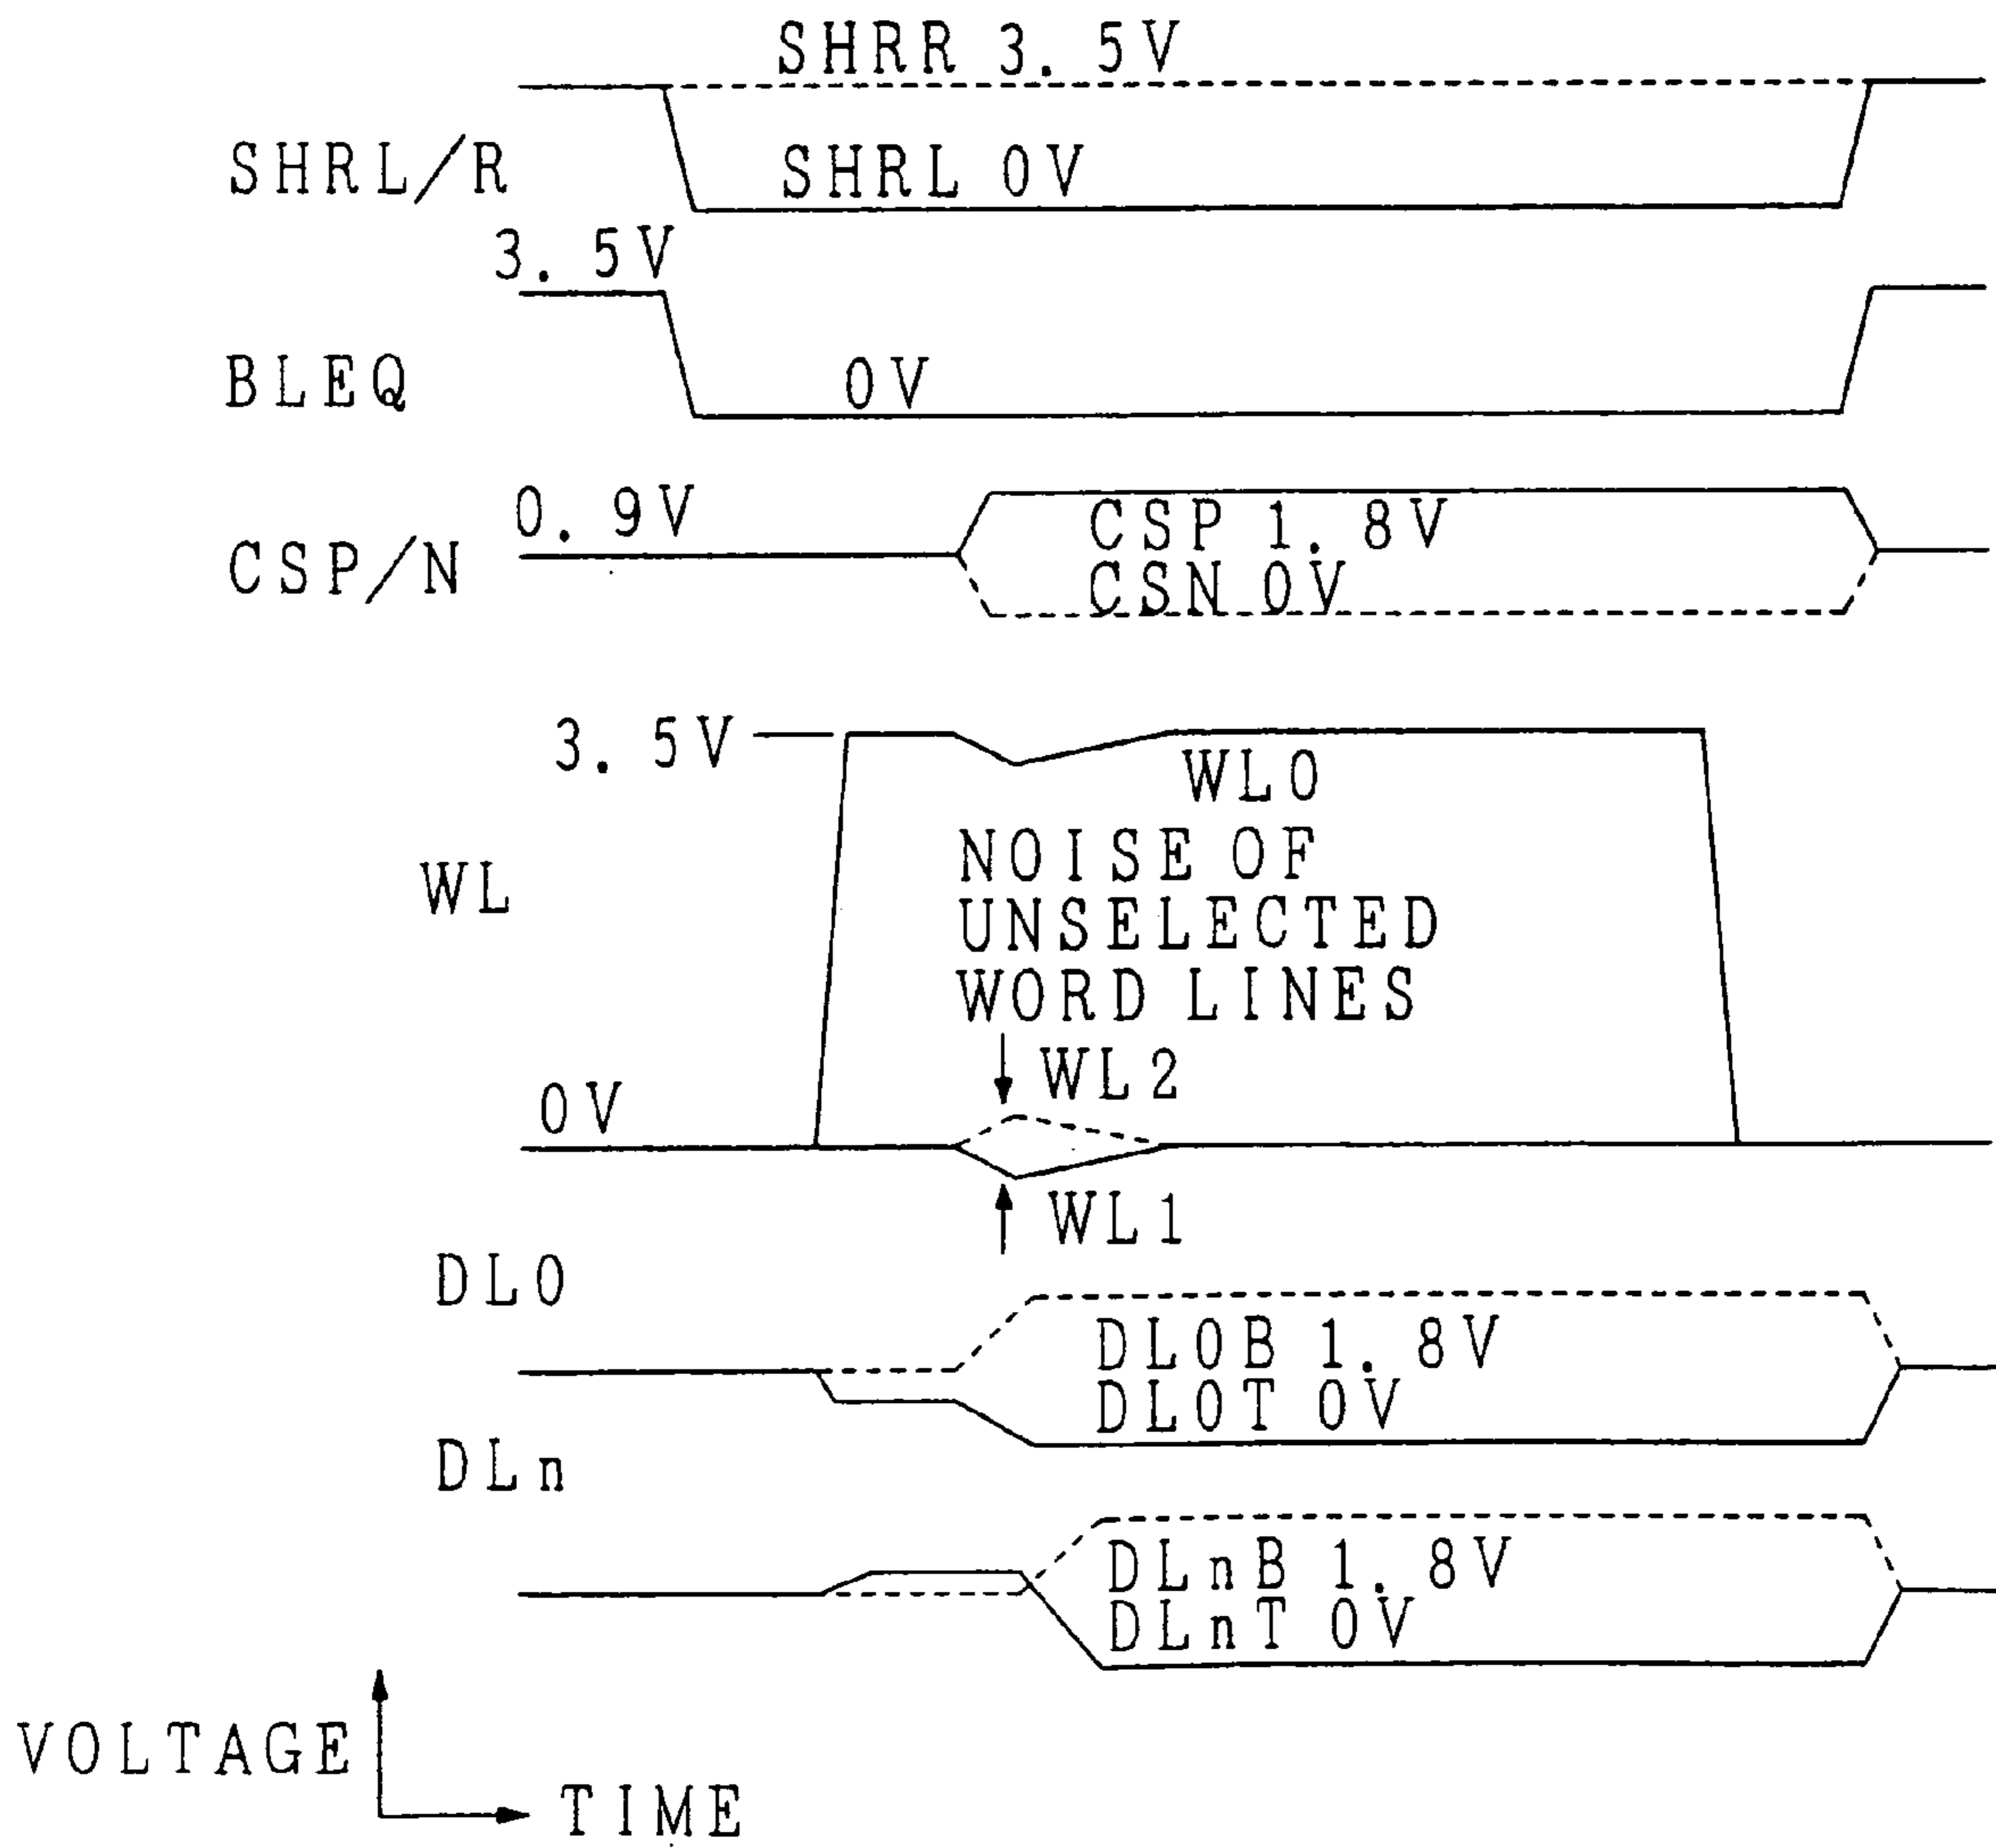 SHRR 3. 5V
SHRL/R
SHRL 0V
3. 5V
BLEQ
0V
0. 9V
CSP/N
CSP 1. 8V
CSN 0V
3. 5V
WL0
WL
NOISE OF
UNSELECTED
WORD LINES
WL2
0V
WL1
DL0
DL0B 1. 8V
DL0T 0V
DLn
DLnB 1. 8V
DLnT 0V
VOLTAGE
TIME